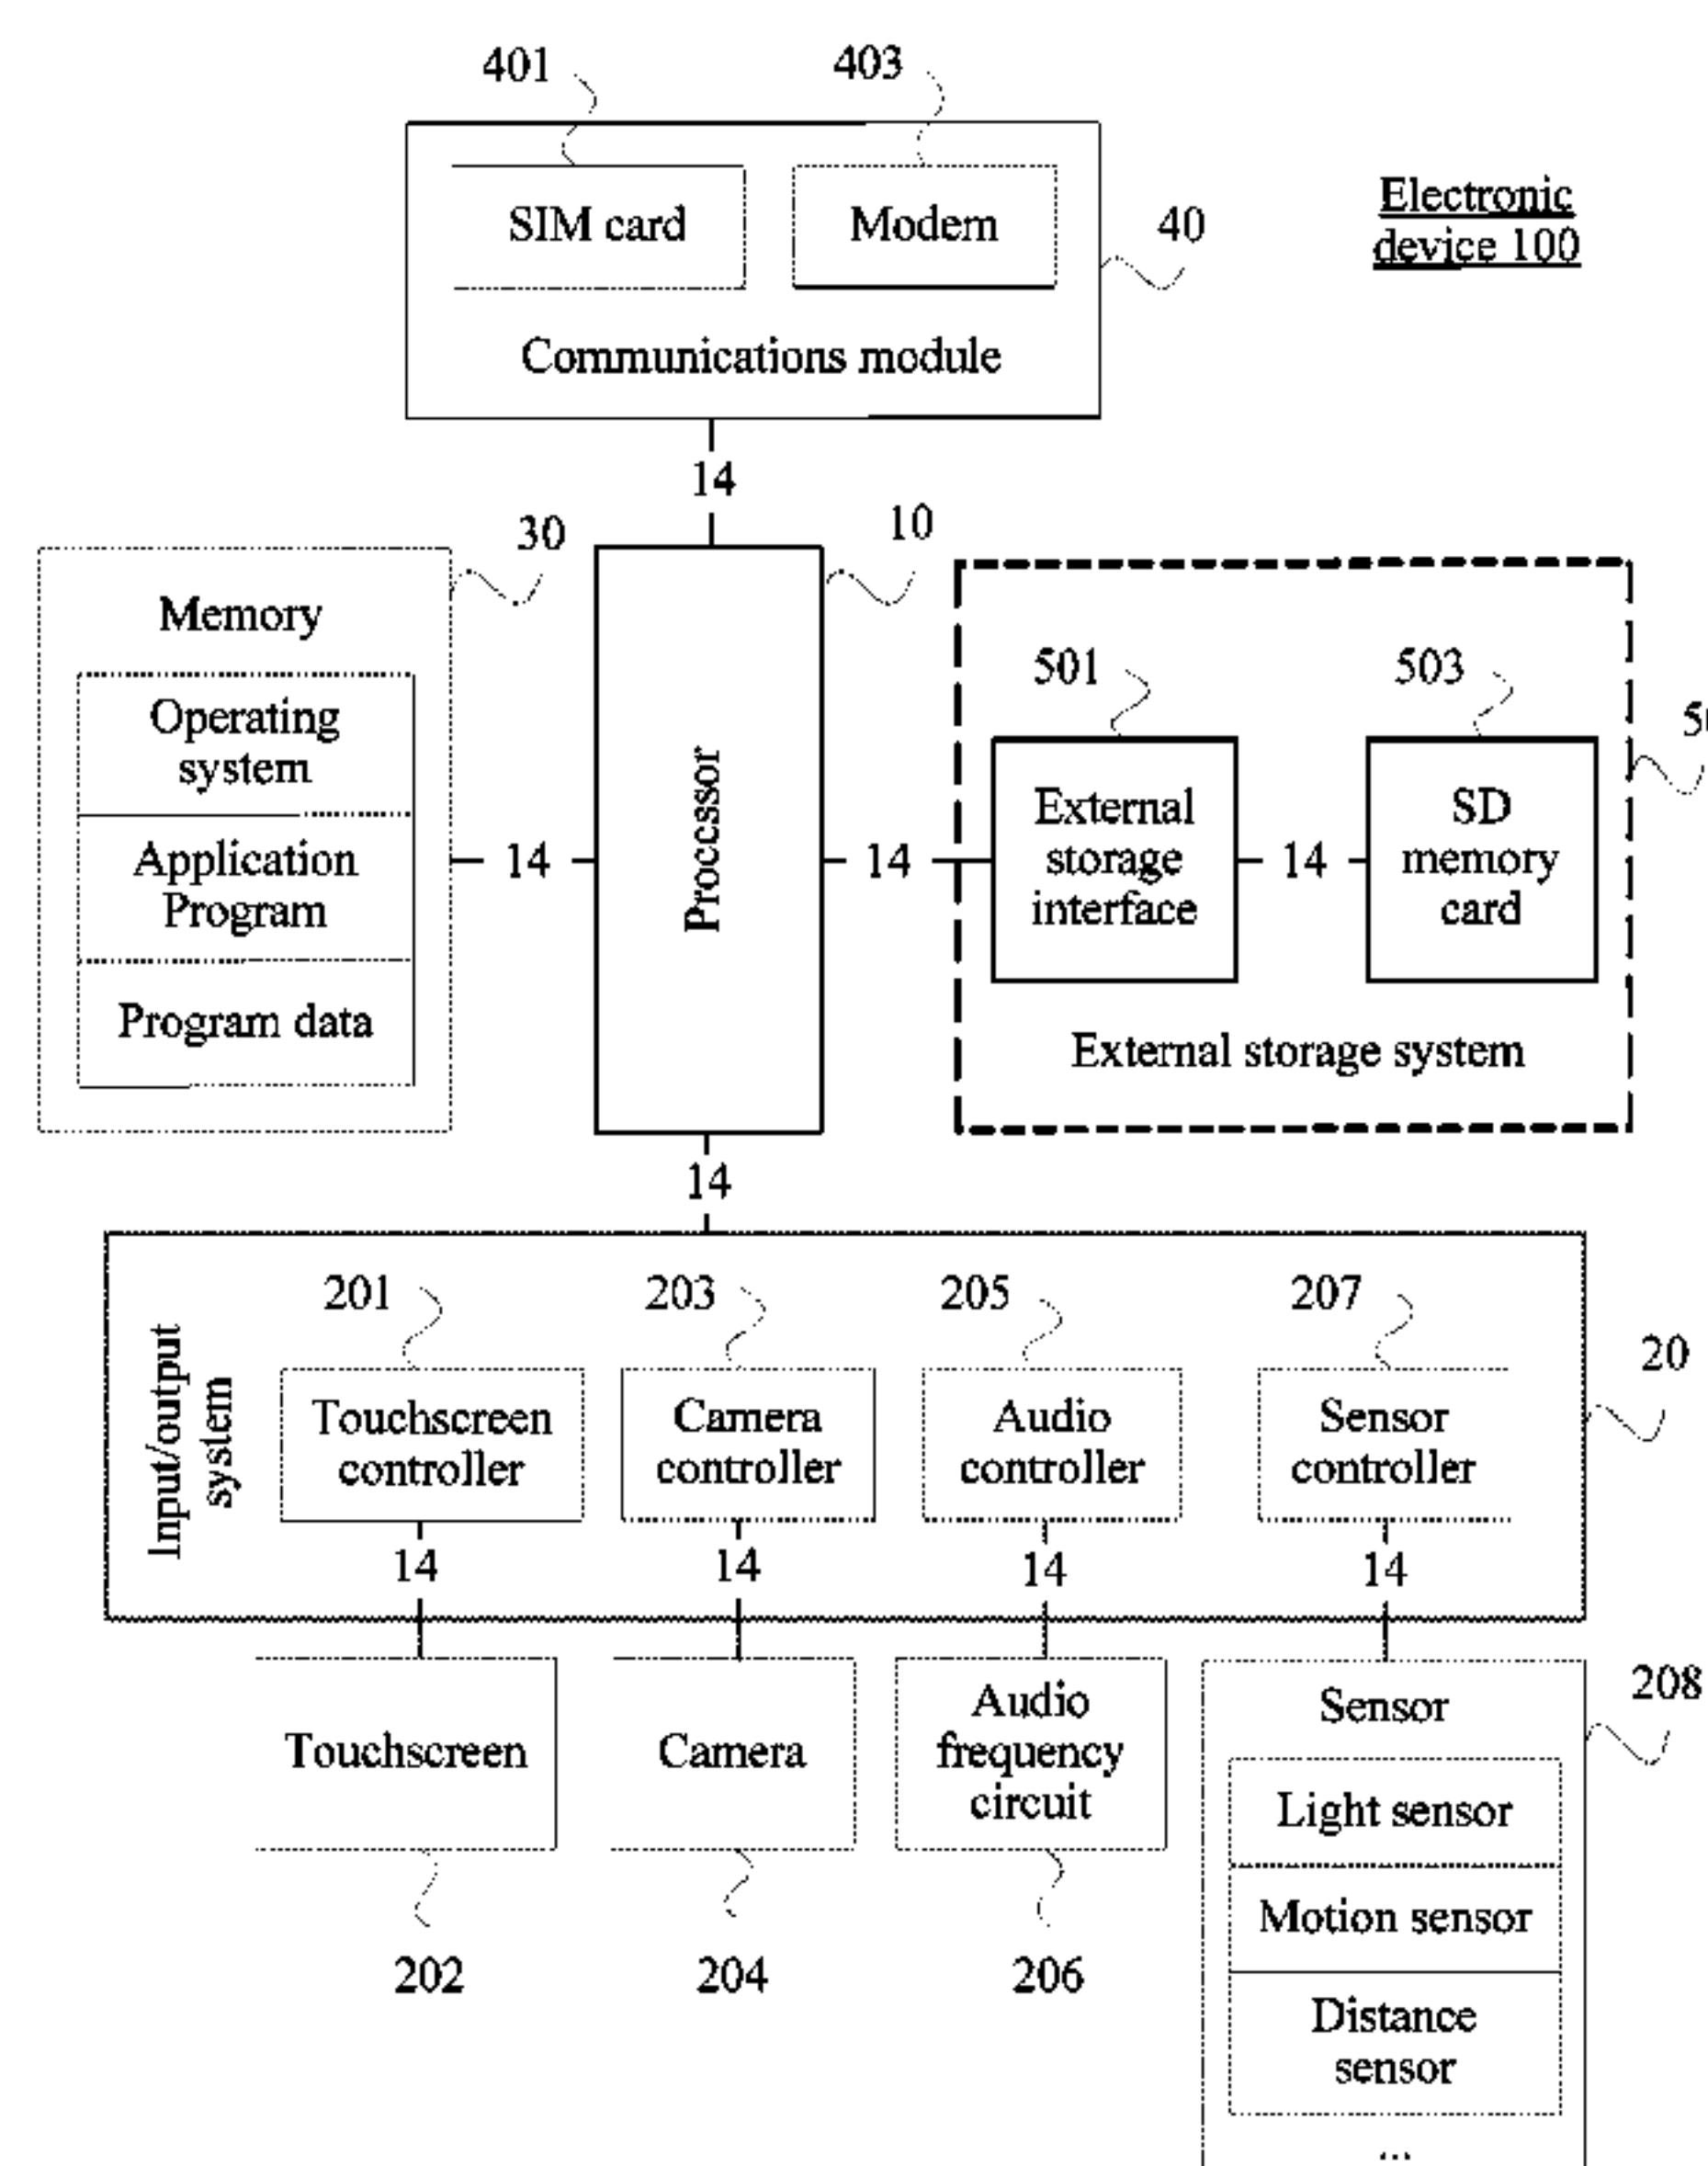 401
403
Electronic
device 100
SIM card
Modem
40
Communications module
14
30
10
Memory
Operating
system
Application
Program
Program data
14
Processor
14
501
503
External
storage
interface
14
SD
memory
card
External storage system
14
Input/output
system
201
203
205
207
20
Touchscreen
controller
Camera
controller
Audio
controller
Sensor
controller
14
14
14
14
Touchscreen
Camera
Audio
frequency
circuit
Sensor
208
Light sensor
Motion sensor
Distance
sensor
...
202
204
206